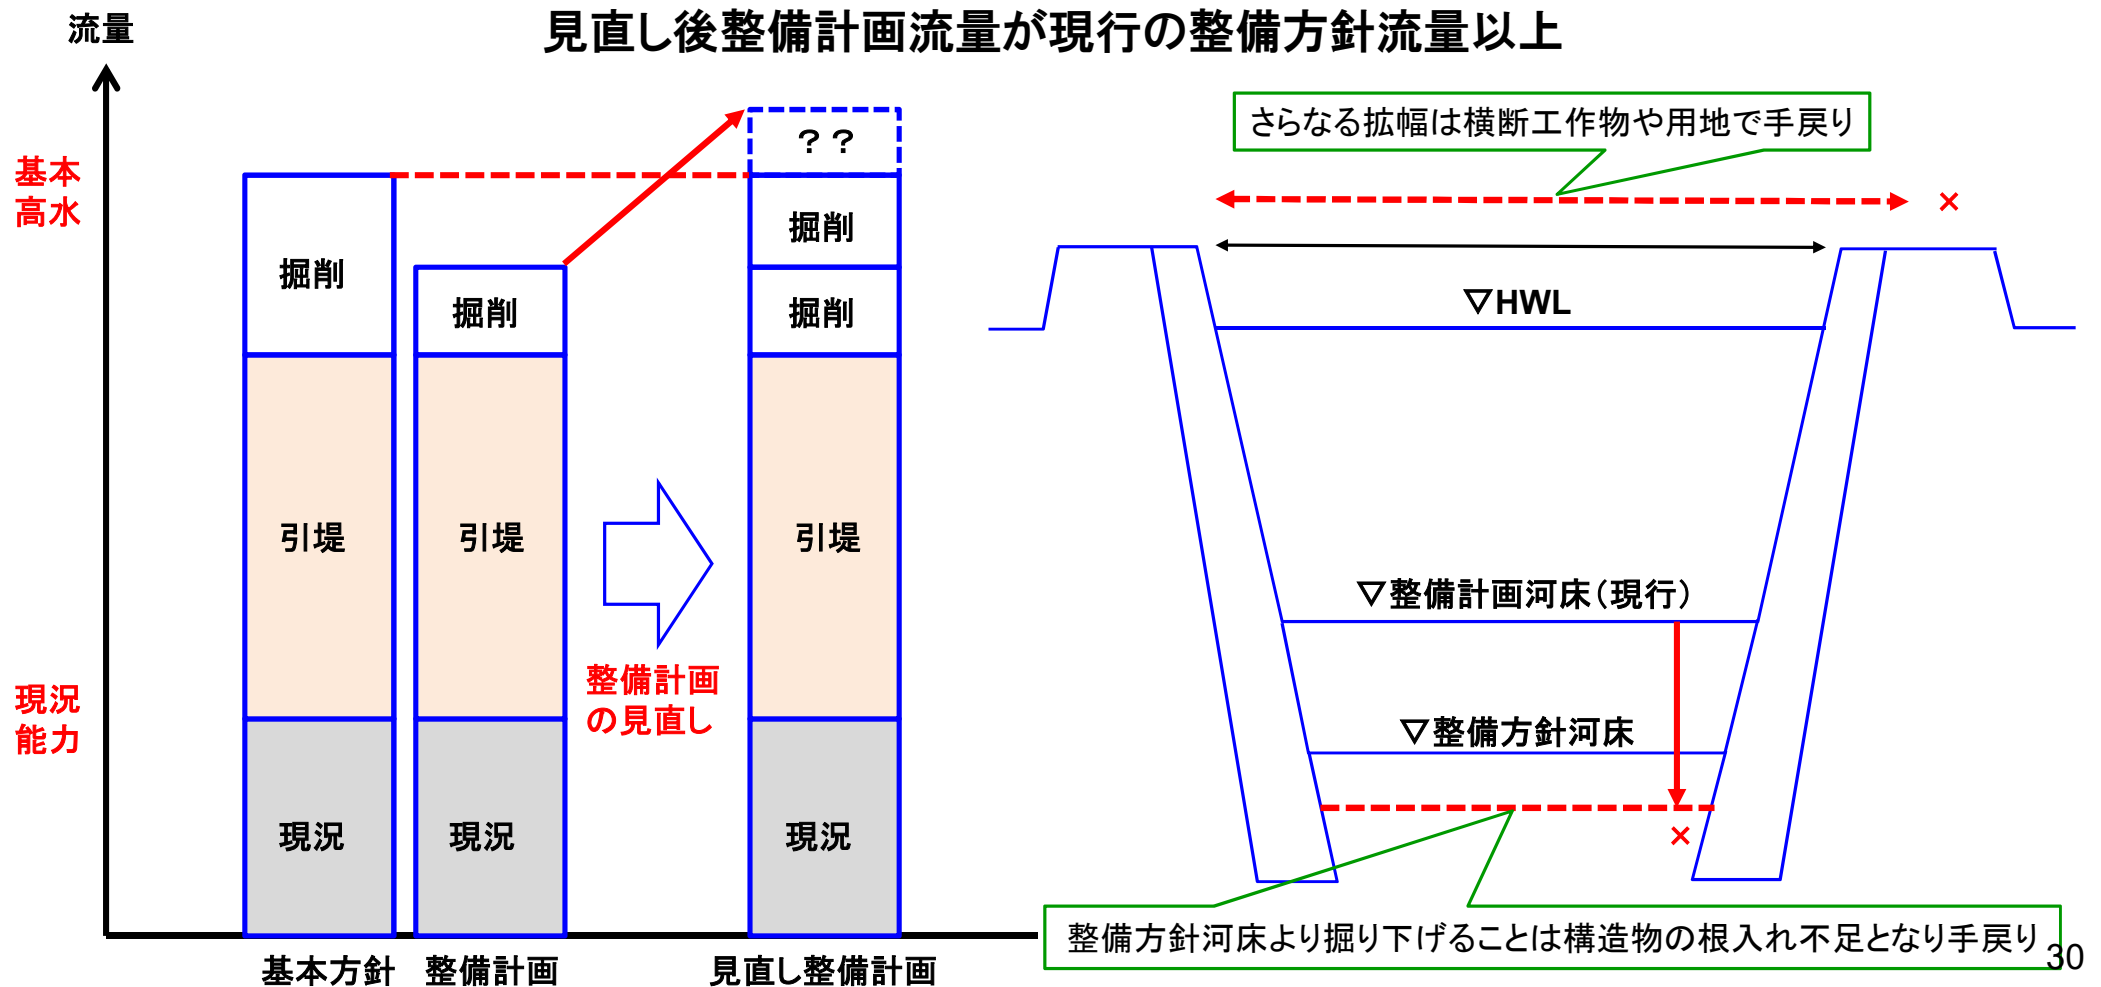 見直し後整備計画流量が現行の整備方針流量以上
流量
基本
高水
現況
能力
掘削
引堤
現況
基本方針
掘削
引堤
現況
整備計画
整備計画
の見直し
？？
掘削
掘削
引堤
現況
見直し整備計画
さらなる拡幅は横断工作物や用地で手戻り
×
▽HWL
▽整備計画河床（現行）
▽整備方針河床
×
整備方針河床より掘り下げることは構造物の根入れ不足となり手戻り
30